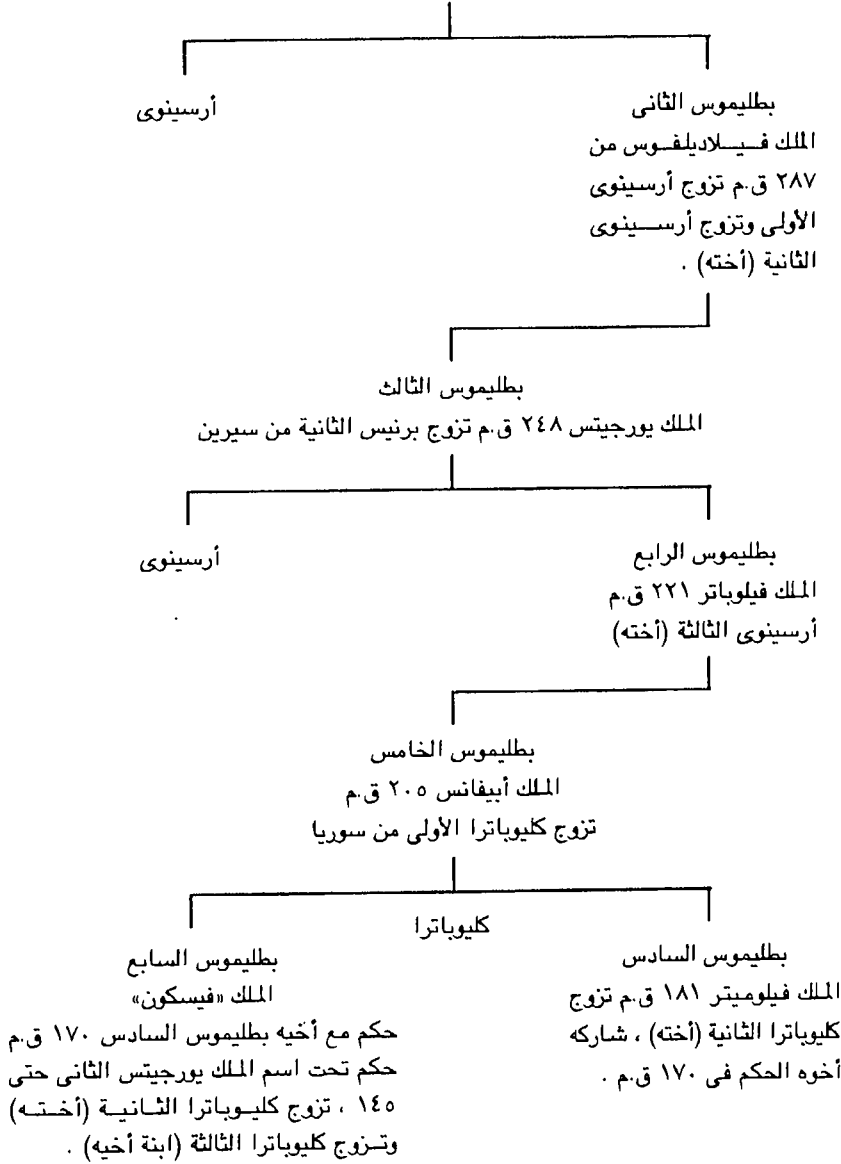 بطليموس الثانى
الملك فيلاديلفوس من
٢٨٧ ق.م تزوج أرسينوى
الأولى وتزوج أرسينوى
الثانية (أخته) .
أرسينوى
بطليموس الثالث
الملك يورجيتس ٢٤٨ ق.م تزوج برنيس الثانية من سيرين
بطليموس الرابع
الملك فيلوباتر ٢٢١ ق.م
أرسينوى الثالثة (أخته)
أرسينوى
بطليموس الخامس
الملك أبيفانس ٢٠٥ ق.م
تزوج كليوباترا الأولى من سوريا
بطليموس السادس
الملك فيلوميتر ١٨١ ق.م تزوج
كليوباترا الثانية (أخته) ، شاركه
أخوه الحكم فى ١٧٠ ق.م .
كليوباترا
بطليموس السابع
الملك «فيسكون»
حكم مع أخيه بطليموس السادس ١٧٠ ق.م
حكم تحت اسم الملك يورجيتس الثانى حتى
١٤٥ ، تزوج كليوباترا الثانية (أخته)
وتزوج كليوباترا الثالثة (ابنة أخيه) .